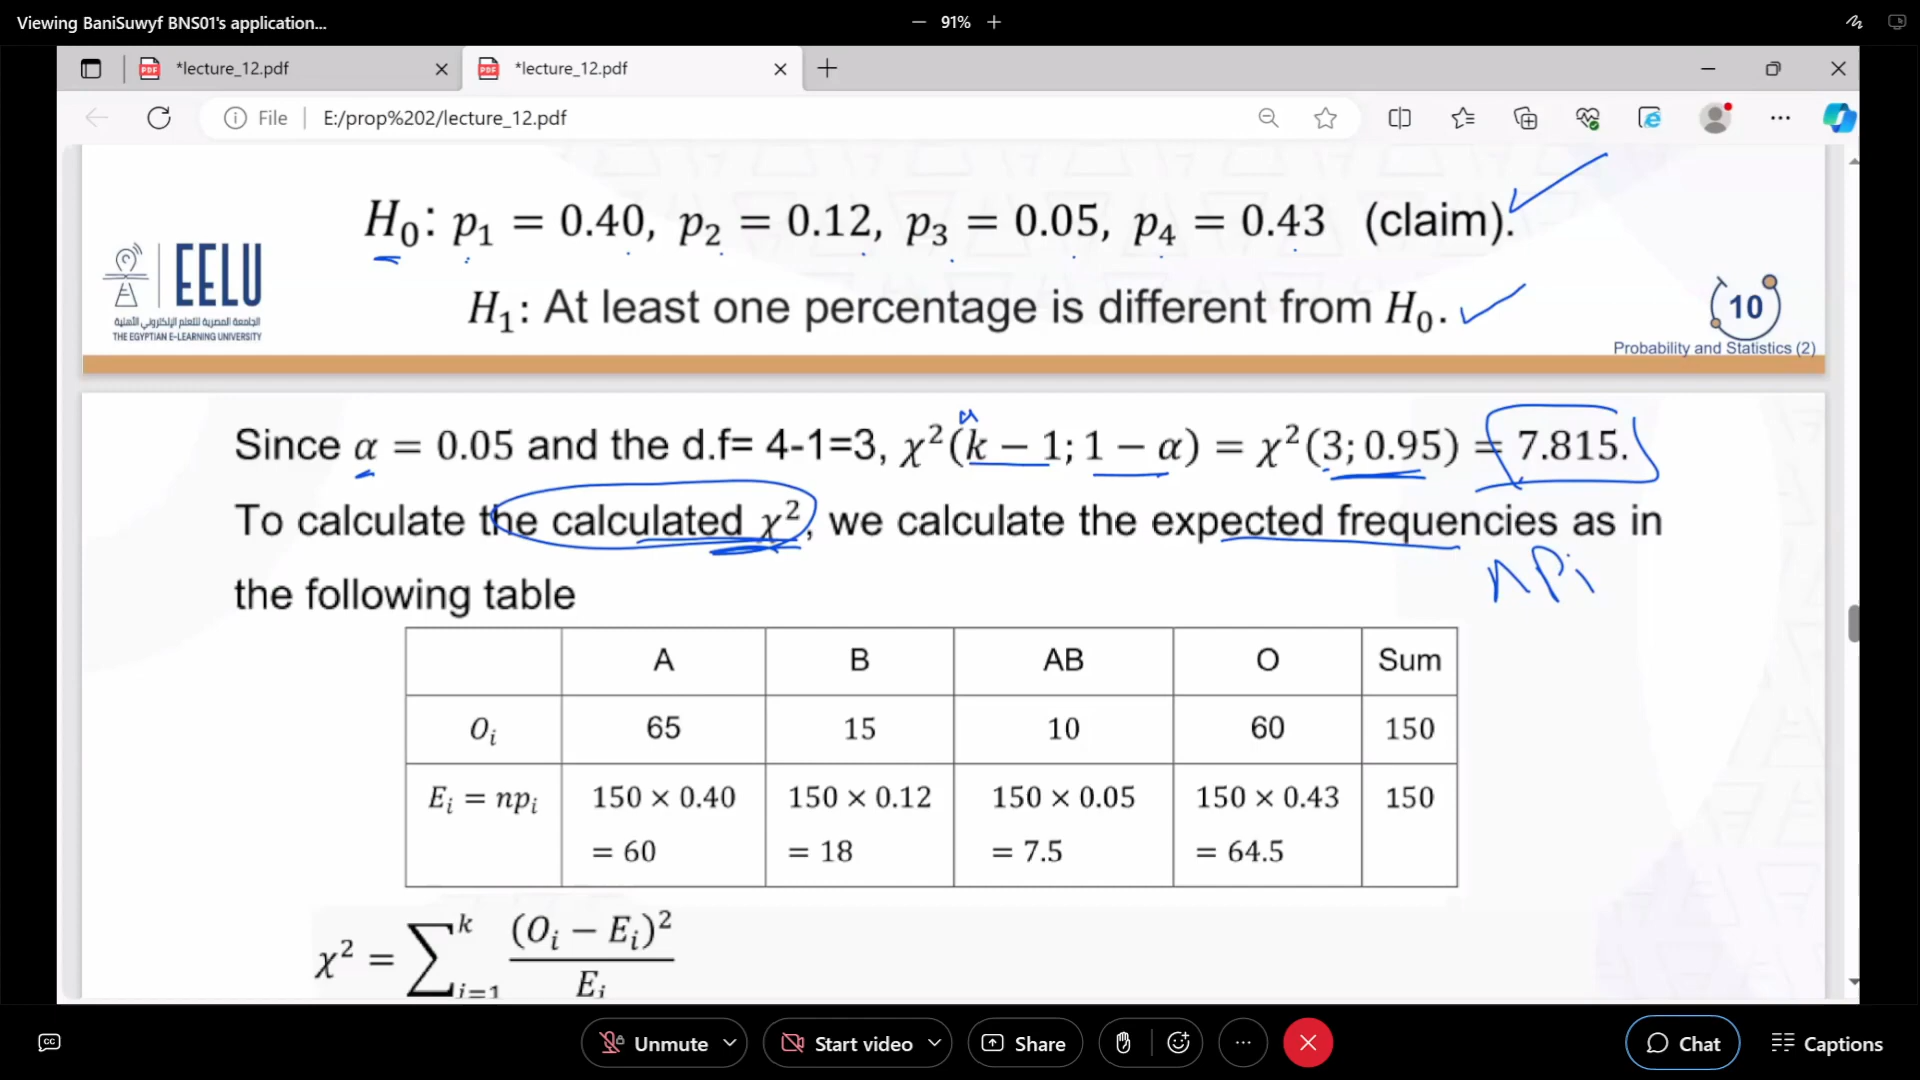 Viewing BaniSuwyf BNS01's application...
— 91% +
*lecture_12.pdf
*lecture_12.pdf
File
E:/prop%202/lecture_12.pdf
H₀: p₁ = 0.40, p₂ = 0.12, p₃ = 0.05, p₄ = 0.43 (claim).
EELU
الجامعة المصرية للتعلم الإلكتروني الأهلية
THE EGYPTIAN E-LEARNING UNIVERSITY
H₁: At least one percentage is different from H₀.
10
Probability and Statistics (2)
Since α = 0.05 and the d.f= 4-1=3, χ²(k − 1; 1 − α) = χ²(3; 0.95) = 7.815.
To calculate the calculated χ², we calculate the expected frequencies as in
nPi
the following table
A B AB O Sum
Oᵢ 65 15 10 60 150
Eᵢ = npᵢ 150 × 0.40 150 × 0.12 150 × 0.05 150 × 0.43 150
= 60 = 18 = 7.5 = 64.5
χ² = ∑ᵢ₌₁ᵏ (Oᵢ − Eᵢ)² / Eᵢ
CC
Unmute
Start video
Share
Chat
Captions